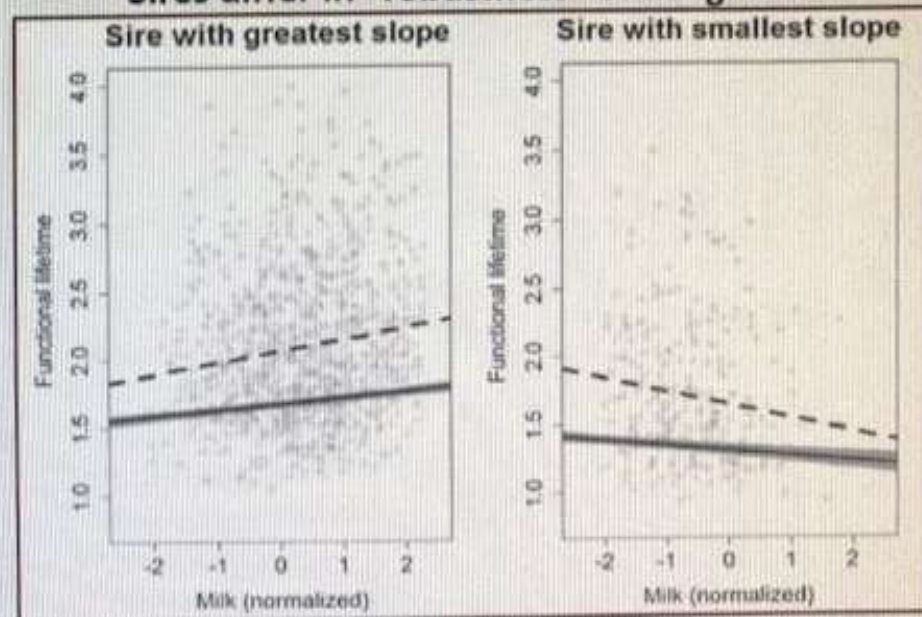 Sire with greatest slope
Functional lifetime
4.0
3.5
3.0
2.5
2.0
1.5
1.0
-2 -1 0 1 2
Milk (normalized)
Sire with smallest slope
Functional lifetime
4.0
3.5
3.0
2.5
2.0
1.5
1.0
-2 -1 0 1 2
Milk (normalized)